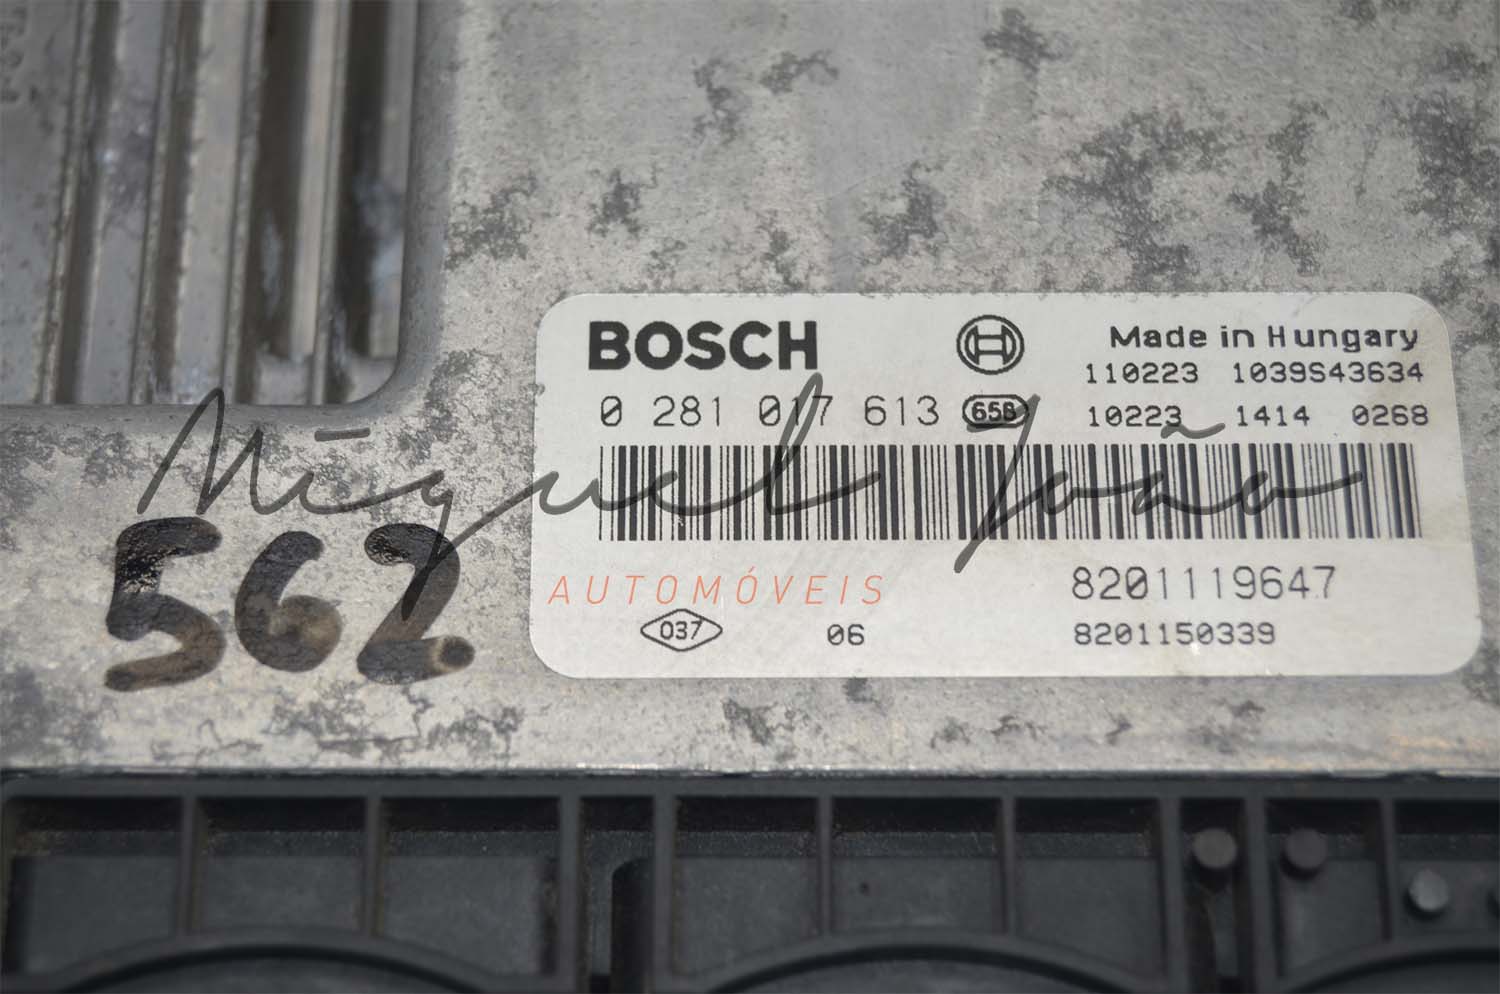 BOSCH Made in Hungary
110223 1039S43634
0 281 017 613 65B 10223 1414 0268
Miguel João
AUTOMÓVEIS
562
8201119647
037 06 8201150339